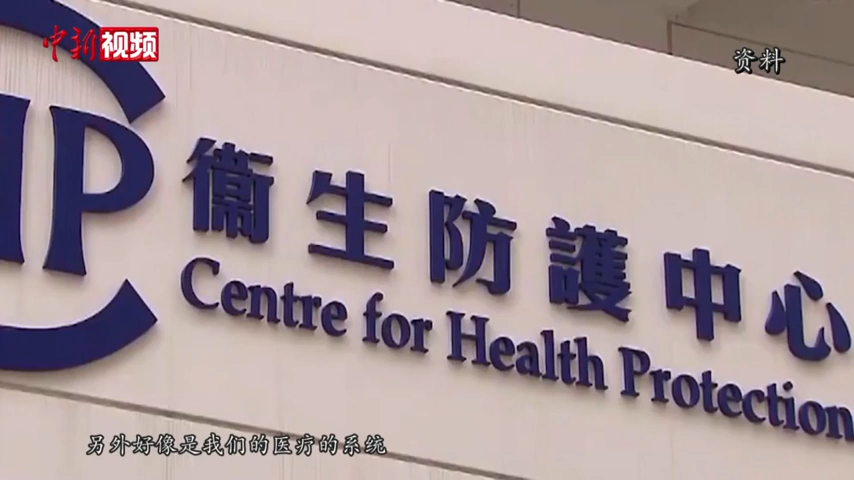 中新视频
资料
HP
衞生防護中心
Centre for Health Protection
另外好像是我们的医疗的系统